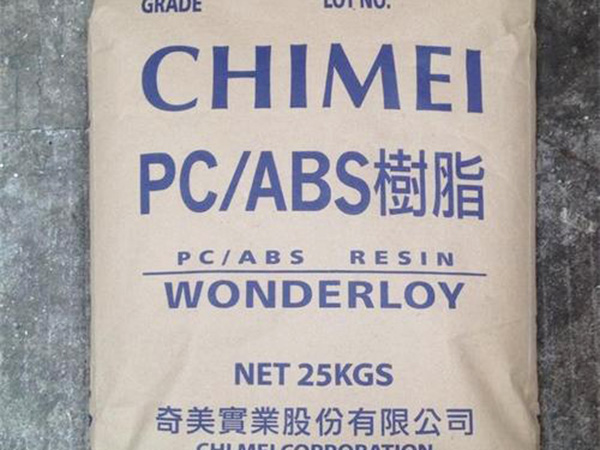 GRADE LOT NO.
CHIMEI
PC/ABS樹脂
PC/ABS RESIN
WONDERLOY
NET 25KGS
奇美實業股份有限公司
CHI MEI CORPORATION